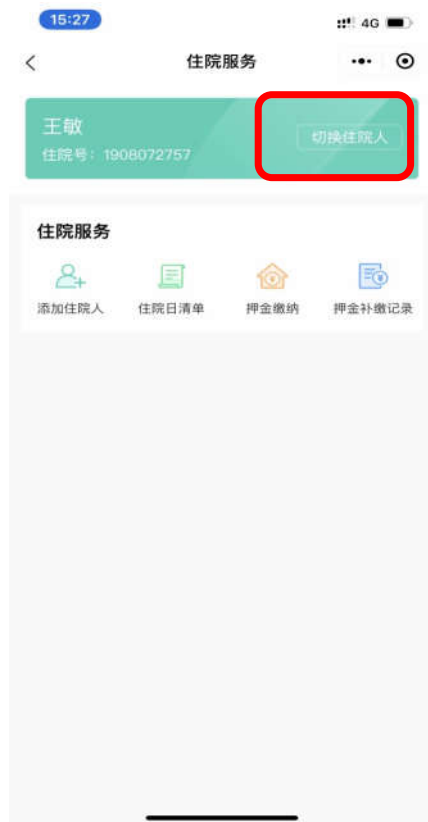 15:27
4G
住院服务
王敏
住院号：1908072757
切换住院人
住院服务
添加住院人 住院日清单 押金缴纳 押金补缴记录